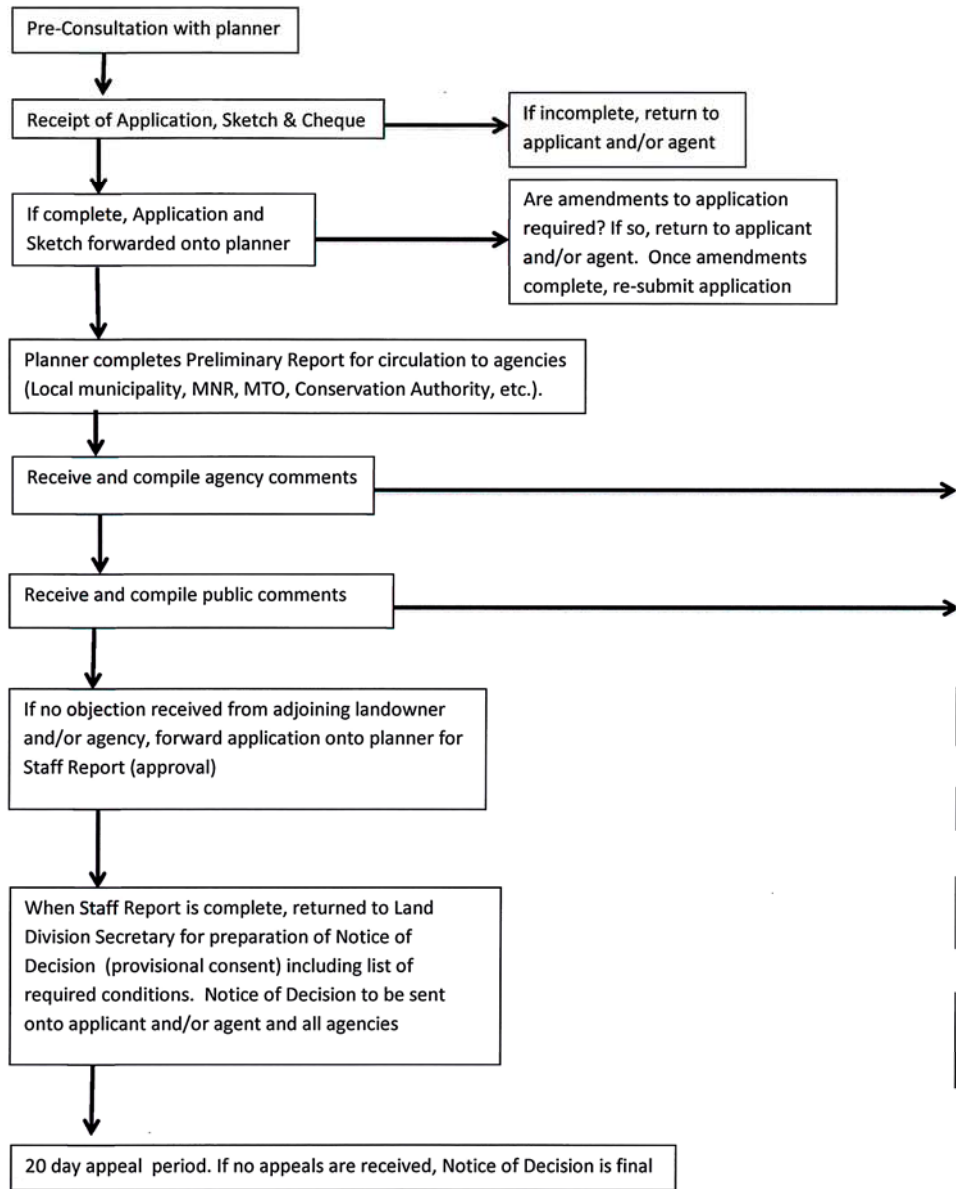 Pre-Consultation with planner
Receipt of Application, Sketch & Cheque
If incomplete, return to
applicant and/or agent
If complete, Application and
Sketch forwarded onto planner
Are amendments to application
required? If so, return to applicant
and/or agent.  Once amendments
complete, re-submit application
Planner completes Preliminary Report for circulation to agencies
(Local municipality, MNR, MTO, Conservation Authority, etc.).
Receive and compile agency comments
Receive and compile public comments
If no objection received from adjoining landowner
and/or agency, forward application onto planner for
Staff Report (approval)
When Staff Report is complete, returned to Land
Division Secretary for preparation of Notice of
Decision  (provisional consent) including list of
required conditions.  Notice of Decision to be sent
onto applicant and/or agent and all agencies
20 day appeal  period. If no appeals are received, Notice of Decision is final